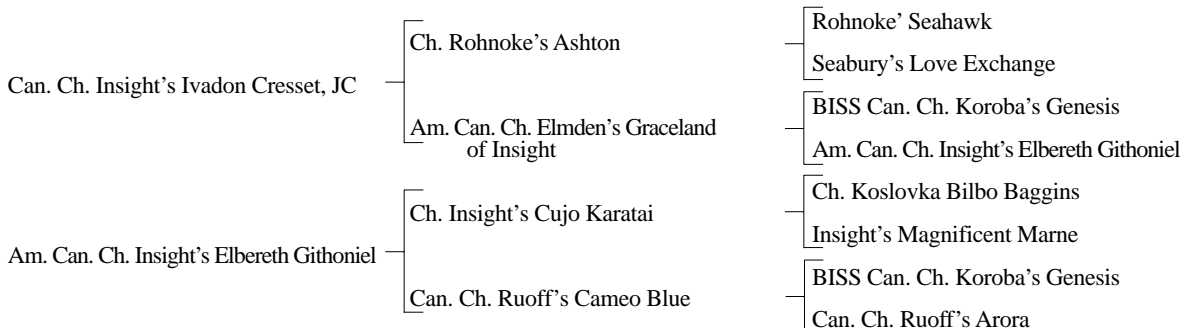 Rohnoke’ Seahawk
Ch. Rohnoke’s Ashton
Seabury’s Love Exchange
Can. Ch. Insight’s Ivadon Cresset, JC
BISS Can. Ch. Koroba’s Genesis
Am. Can. Ch. Elmden’s Graceland
of Insight
Am. Can. Ch. Insight’s Elbereth Githoniel
Ch. Koslovka Bilbo Baggins
Ch. Insight’s Cujo Karatai
Insight’s Magnificent Marne
Am. Can. Ch. Insight’s Elbereth Githoniel
BISS Can. Ch. Koroba’s Genesis
Can. Ch. Ruoff’s Cameo Blue
Can. Ch. Ruoff’s Arora